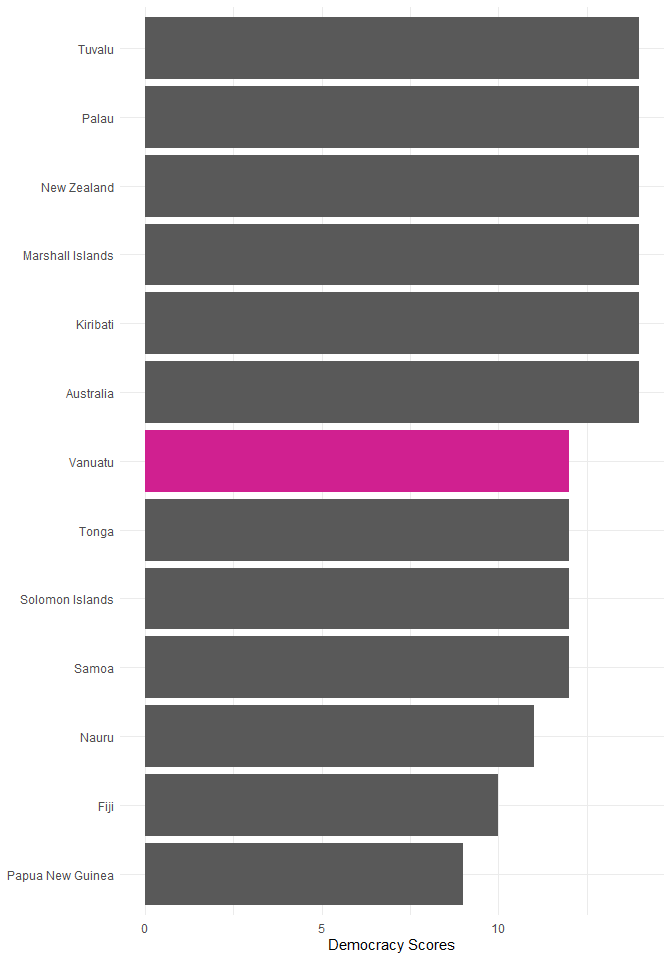 Tuvalu
Palau
New Zealand
Marshall Islands
Kiribati
Australia
Vanuatu
Tonga
Solomon Islands
Samoa
Nauru
Fiji
Papua New Guinea
0 5 10
Democracy Scores